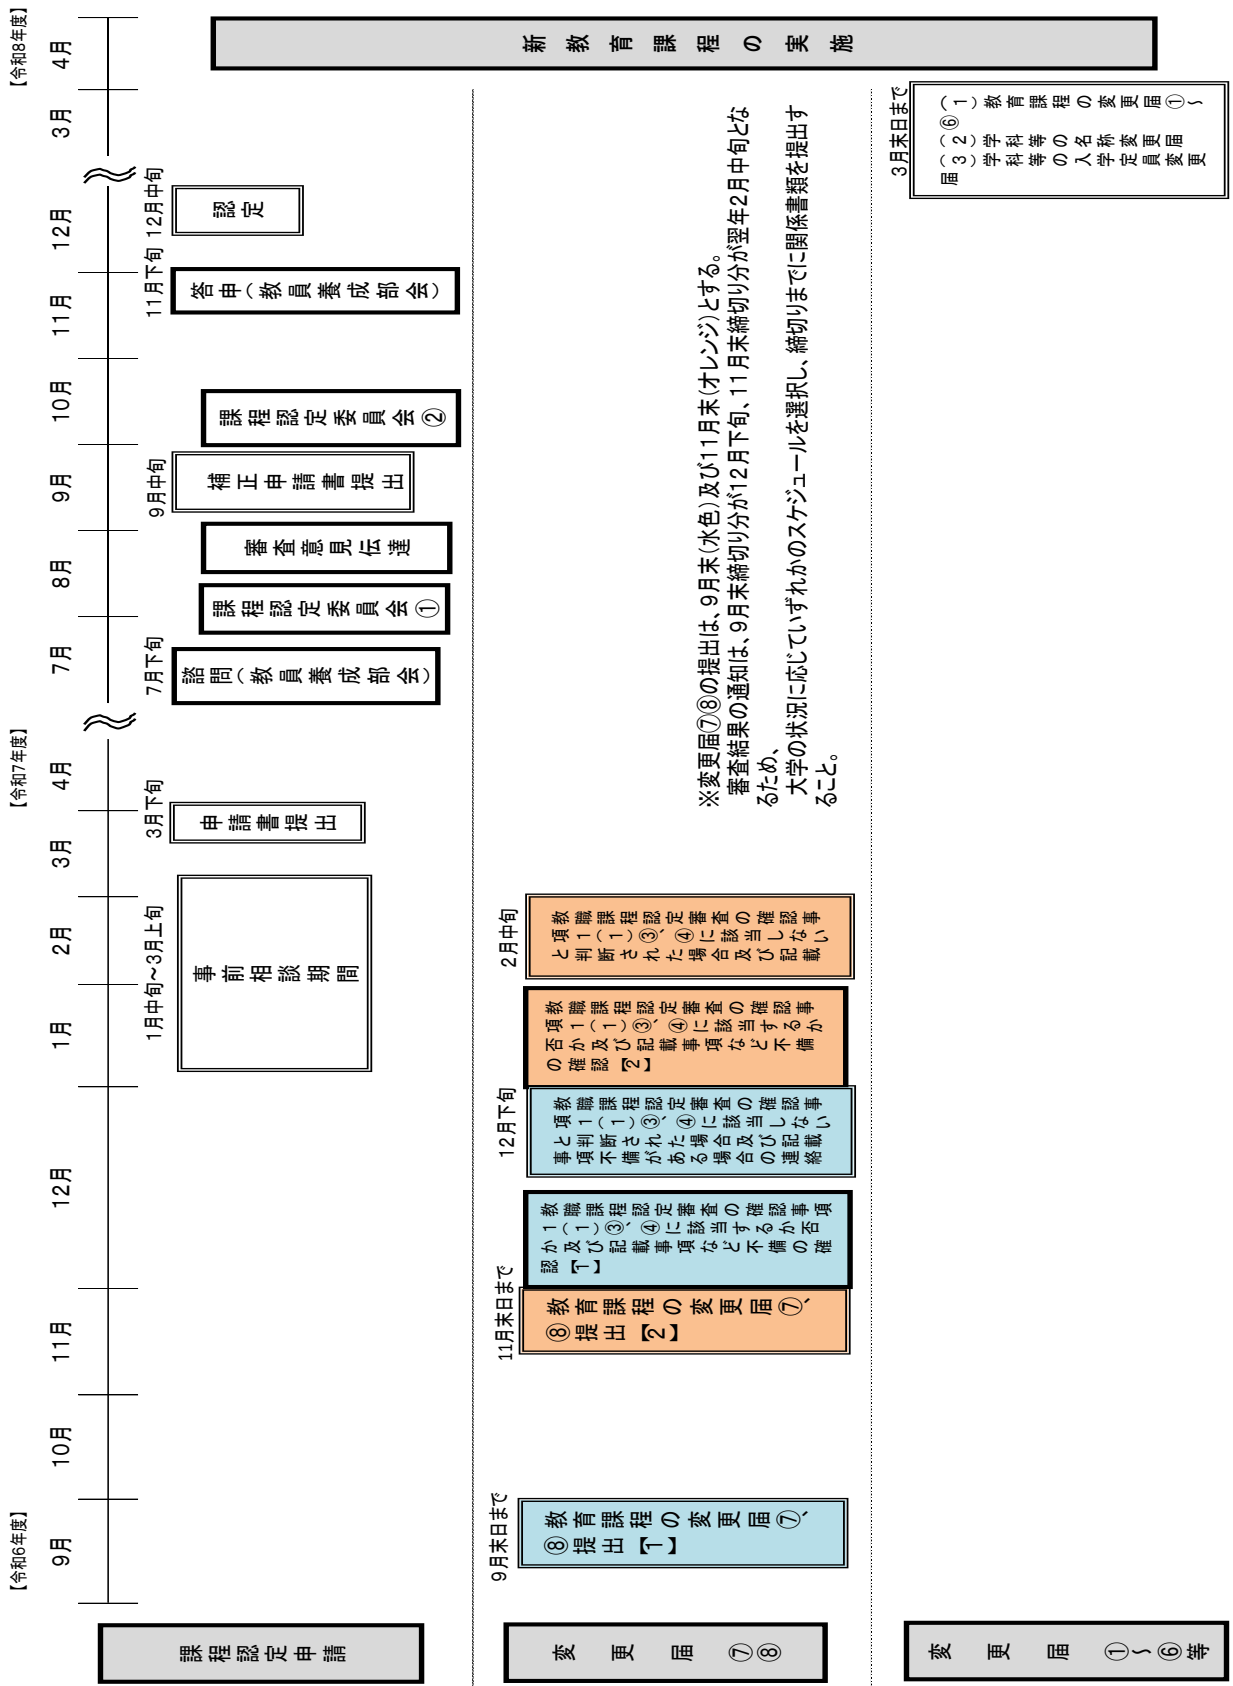 【令和6年度】
【令和7年度】
【令和8年度】
9月
10月
11月
12月
1月
2月
3月
4月
7月
8月
9月
10月
11月
12月
3月
4月
課程認定申請
1月中旬~3月上旬
事前相談期間
3月下旬
申請書提出
7月下旬
諮問(教員養成部会)
課程認定委員会①
審査意見伝達
9月中旬
補正申請書提出
課程認定委員会②
11月下旬
答申(教員養成部会)
12月中旬
認定
新教育課程の実施
変更届⑦⑧
9月末日まで
教育課程の変更届⑦、
⑧提出【1】
11月末日まで
教育課程の変更届⑦、
⑧提出【2】
教職課程認定審査の確認事項
1(1)③、④に該当するか否
か及び記載事項など不備の確
認【1】
12月下旬
教職課程認定審査の確認事
項1(1)③、④に該当しない
と判断された場合及び記載
事項不備がある場合の連絡
教職課程認定審査の確認事
項1(1)③、④に該当するか
否か及び記載事項など不備
の確認【2】
2月中旬
教職課程認定審査の確認事
項1(1)③、④に該当しない
と判断された場合及び記載
※変更届⑦⑧の提出は、9月末(水色)及び11月末(オレンジ)とする。
審査結果の通知は、9月末締切り分が12月下旬、11月末締切り分が翌年2月中旬とな
るため、
大学の状況に応じていずれかのスケジュールを選択し、締切りまでに関係書類を提出す
ること。
変更届①~⑥等
3月末日まで
(1)教育課程の変更届①~
⑥
(2)学科等の名称変更届
(3)学科等の入学定員変更
届